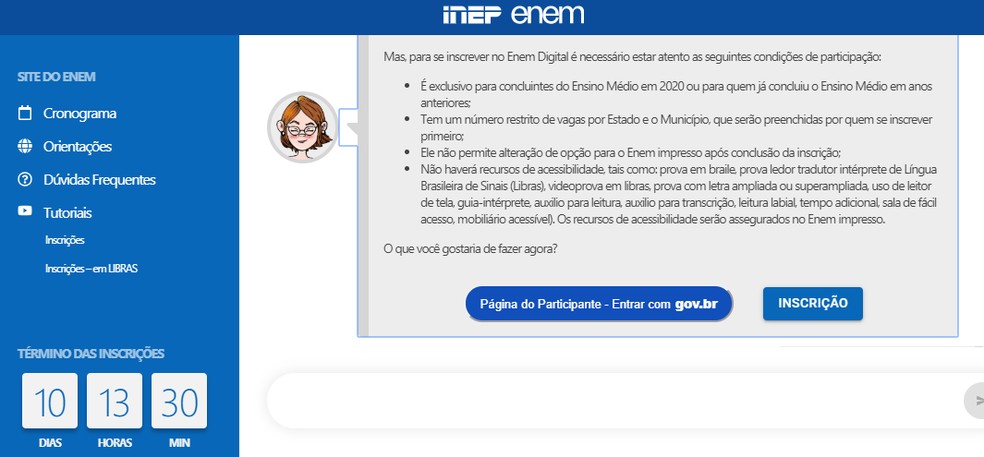 inep enem
SITE DO ENEM
Cronograma
Orientações
Dúvidas Frequentes
Tutoriais
Inscrições
Inscrições – em LIBRAS
TÉRMINO DAS INSCRIÇÕES
10 13 30
DIAS HORAS MIN
Mas, para se inscrever no Enem Digital é necessário estar atento as seguintes condições de participação:
É exclusivo para concluintes do Ensino Médio em 2020 ou para quem já concluiu o Ensino Médio em anos
anteriores;
Tem um número restrito de vagas por Estado e o Município, que serão preenchidas por quem se inscrever
primeiro;
Ele não permite alteração de opção para o Enem impresso após conclusão da inscrição;
Não haverá recursos de acessibilidade, tais como: prova em braile, prova ledor tradutor intérprete de Língua
Brasileira de Sinais (Libras), videoprova em libras, prova com letra ampliada ou superampliada, uso de leitor
de tela, guia-intérprete, auxilio para leitura, auxilio para transcrição, leitura labial, tempo adicional, sala de fácil
acesso, mobiliário acessível). Os recursos de acessibilidade serão assegurados no Enem impresso.
O que você gostaria de fazer agora?
Página do Participante - Entrar com gov.br
INSCRIÇÃO